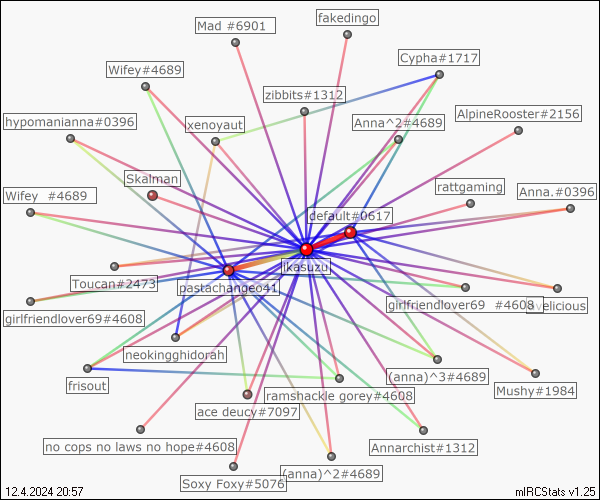 fakedingo
Mad #6901
Cypha#1717
Wifey#4689
zibbits#1312
AlpineRooster#2156
hypomanianna#0396
xenoyaut
Anna^2#4689
Skalman
rattgaming
Wifey #4689
Anna.#0396
default#0617
jkasuzu
Toucan#2473
pastachangeo41
girlfriendlover69 #4608
girlfriendlover69#4608
neokingghidorah
frisout
(anna)^3#4689
Mushy#1984
ramshackle gorey#4608
ace deucy#7097
no cops no laws no hope#4608
Annarchist#1312
(anna)^2#4689
Soxy Foxy#5076
12.4.2024 20:57
mIRCStats v1.25